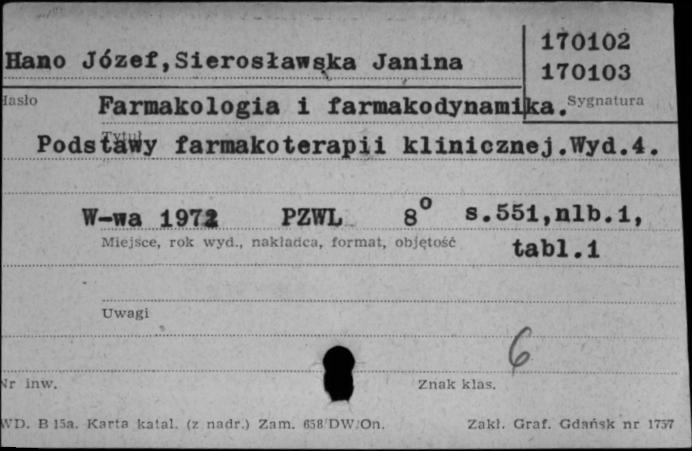 170102
Hano Józef,Sierosławska Janina
170103
Hasło
Farmakologia i farmakodynamika.
Sygnatura
Tytuł
Podstawy farmakoterapii klinicznej.Wyd.4.
W-wa 1972 PZWL 8° s.551,nlb.1,
Miejsce, rok wyd., nakładca, format, objętość
tabl.1
Uwagi
6
Nr inw.
Znak klas.
WD. B 15a. Karta katal. (z nadr.) Zam. 658/DW/On.
Zakł. Graf. Gdańsk nr 1757